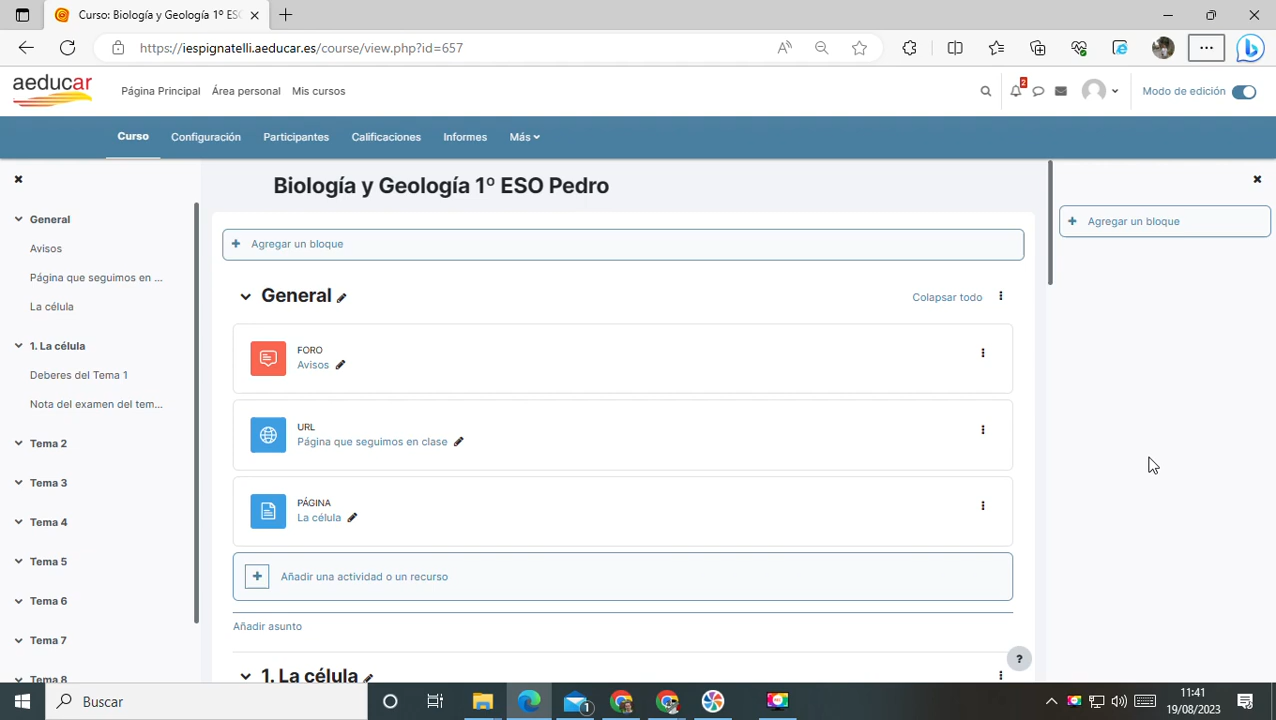 Curso: Biología y Geología 1º ESO
https://iespignatelli.aeducar.es/course/view.php?id=657
aeducar
Página Principal Área personal Mis cursos
2
Modo de edición
Curso Configuración Participantes Calificaciones Informes Más
Biología y Geología 1º ESO Pedro
General
Avisos
Página que seguimos en ...
La célula
1. La célula
Deberes del Tema 1
Nota del examen del tem...
Tema 2
Tema 3
Tema 4
Tema 5
Tema 6
Tema 7
Tema 8
Agregar un bloque
General
Colapsar todo
FORO
Avisos
URL
Página que seguimos en clase
PÁGINA
La célula
Añadir una actividad o un recurso
Añadir asunto
1. La célula
?
Agregar un bloque
Buscar
1
11:41
19/08/2023